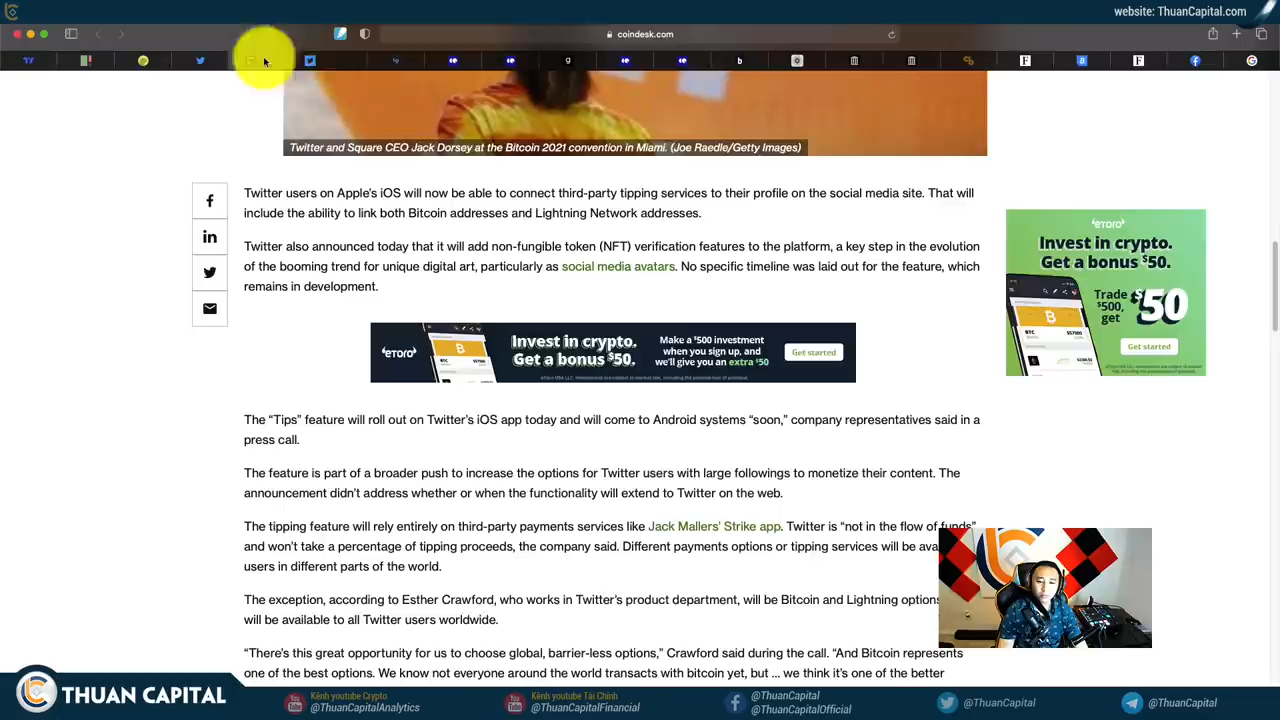 website: ThuanCapital.com
coindesk.com
Twitter and Square CEO Jack Dorsey at the Bitcoin 2021 convention in Miami. (Joe Raedle/Getty Images)
Twitter users on Apple's iOS will now be able to connect third-party tipping services to their profile on the social media site. That will
include the ability to link both Bitcoin addresses and Lightning Network addresses.
Twitter also announced today that it will add non-fungible token (NFT) verification features to the platform, a key step in the evolution
of the booming trend for unique digital art, particularly as social media avatars. No specific timeline was laid out for the feature, which
remains in development.
eToro
Invest in crypto.
Get a bonus $50.
Trade
$500,
get
$50
Get started
eToro
Invest in crypto.
Get a bonus $50.
Make a $500 investment
when you sign up, and
we'll give you an extra $50
Get started
The “Tips” feature will roll out on Twitter's iOS app today and will come to Android systems “soon,” company representatives said in a
press call.
The feature is part of a broader push to increase the options for Twitter users with large followings to monetize their content. The
announcement didn't address whether or when the functionality will extend to Twitter on the web.
The tipping feature will rely entirely on third-party payments services like Jack Mallers' Strike app. Twitter is “not in the flow of funds”
and won't take a percentage of tipping proceeds, the company said. Different payments options or tipping services will be
users in different parts of the world.
The exception, according to Esther Crawford, who works in Twitter's product department, will be Bitcoin and Lightning options
will be available to all Twitter users worldwide.
“There's this great opportunity for us to choose global, barrier-less options,” Crawford said during the call. “And Bitcoin represents
one of the best options. We know not everyone around the world transacts with bitcoin yet, but ... we think it's one of the better
THUAN CAPITAL
Kênh youtube Crypto
@ThuanCapitalAnalytics
Kênh youtube Tài Chính
@ThuanCapitalFinancial
@ThuanCapital
@ThuanCapitalOfficial
@ThuanCapital
@ThuanCapital